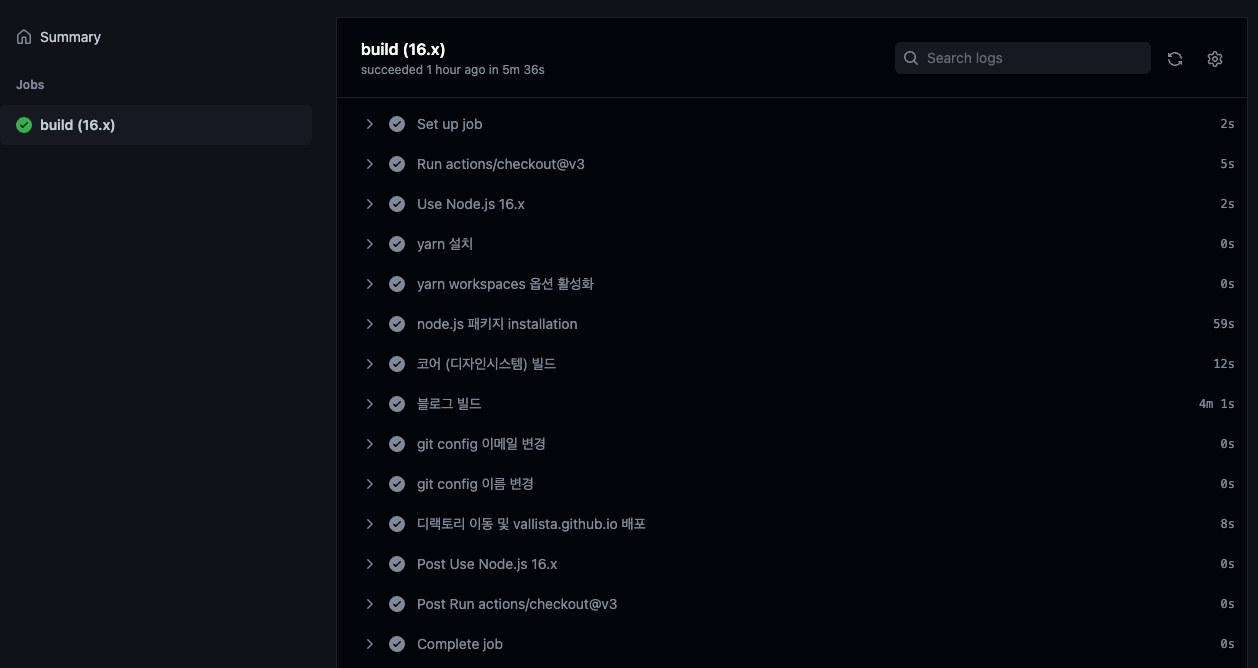 Summary
Jobs
build (16.x)
build (16.x)
succeeded 1 hour ago in 5m 36s
Search logs
Set up job 2s
Run actions/checkout@v3 5s
Use Node.js 16.x 2s
yarn 설치 0s
yarn workspaces 옵션 활성화 0s
node.js 패키지 installation 59s
코어 (디자인시스템) 빌드 12s
블로그 빌드 4m 1s
git config 이메일 변경 0s
git config 이름 변경 0s
디랙토리 이동 및 vallista.github.io 배포 8s
Post Use Node.js 16.x 0s
Post Run actions/checkout@v3 0s
Complete job 0s